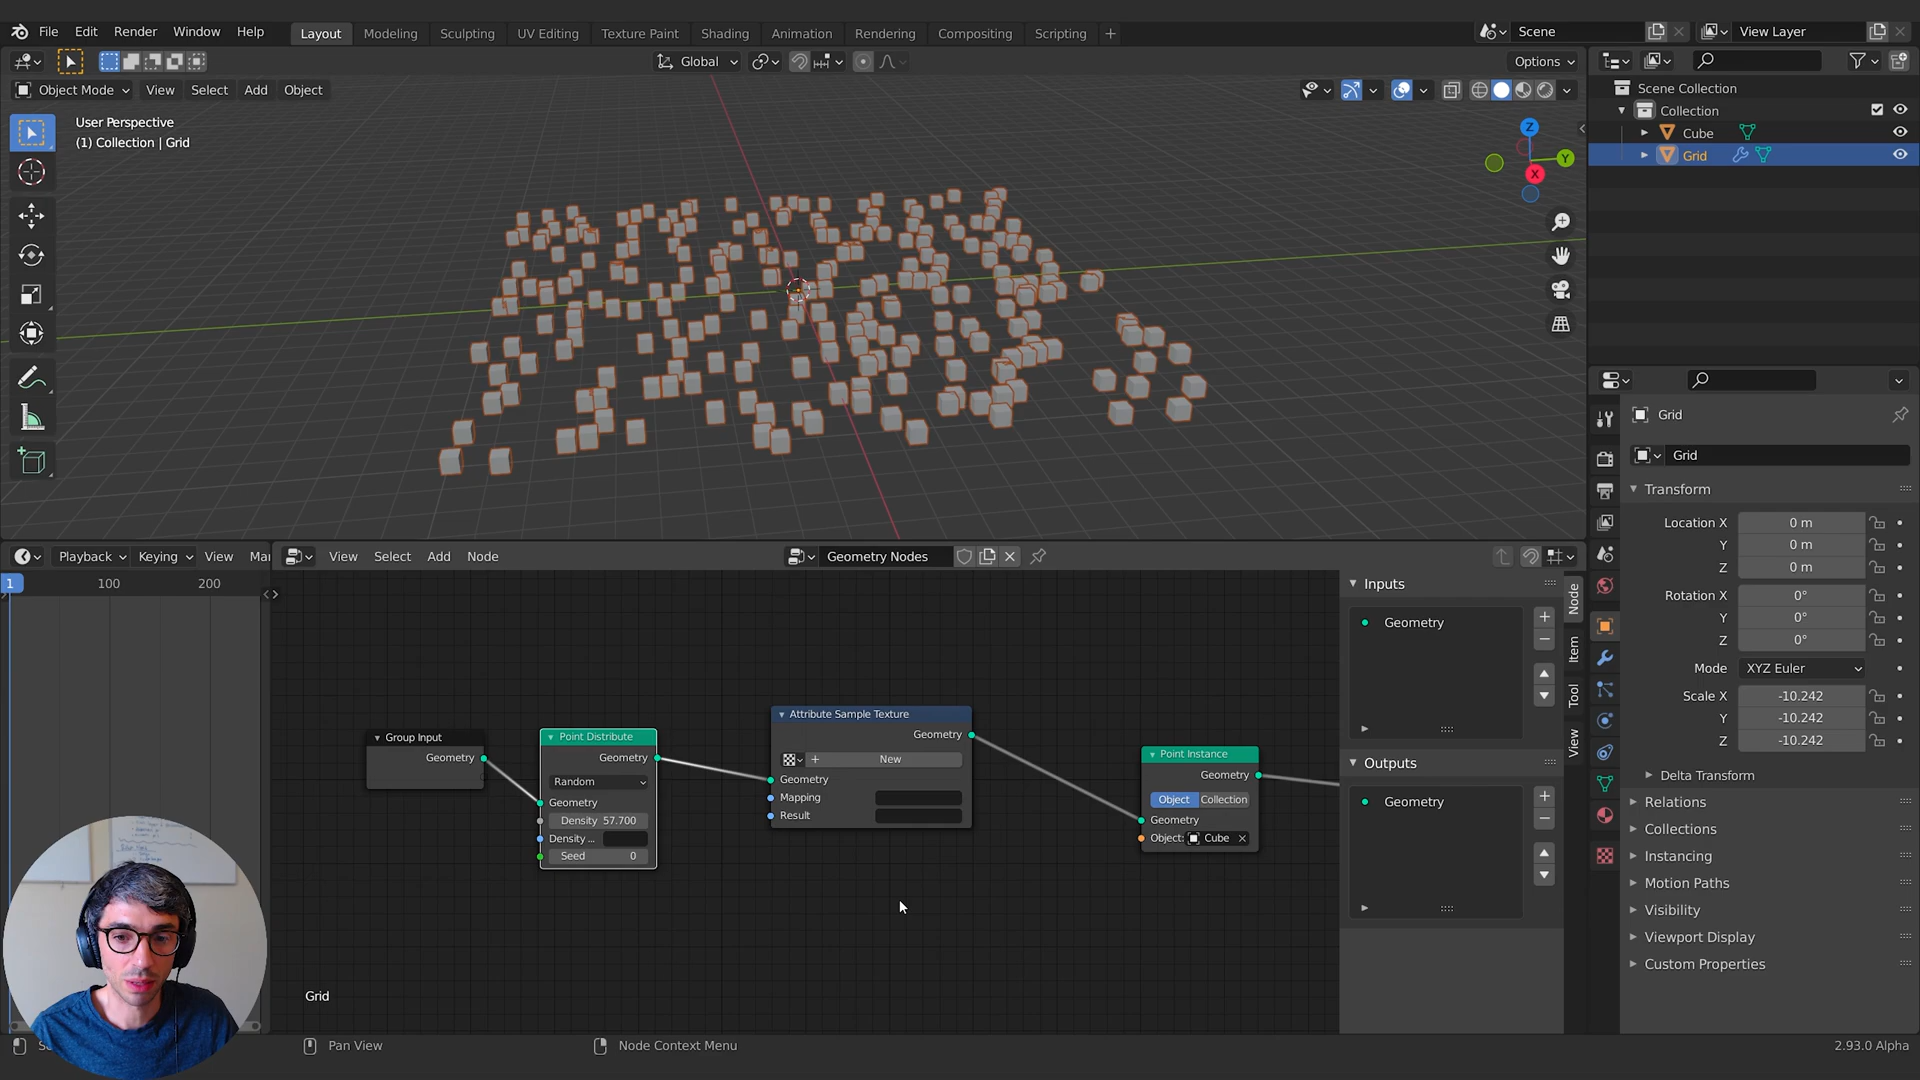 File Edit Render Window Help Layout Modeling Sculpting UV Editing Texture Paint Shading Animation Rendering Compositing Scripting + Scene View Layer
Global Options
Object Mode View Select Add Object
User Perspective
(1) Collection | Grid
Z
Y
X
Scene Collection
Collection
Cube
Grid
Grid
Grid
Transform
Location X 0 m
Y 0 m
Z 0 m
Rotation X 0°
Y 0°
Z 0°
Mode XYZ Euler
Scale X -10.242
Y -10.242
Z -10.242
Delta Transform
Relations
Collections
Instancing
Motion Paths
Visibility
Viewport Display
Custom Properties
Playback Keying View Mar
1 100 200
View Select Add Node Geometry Nodes
Group Input
Geometry
Point Distribute
Geometry
Random
Geometry
Density 57.700
Density ...
Seed 0
Attribute Sample Texture
Geometry
New
Geometry
Mapping
Result
Point Instance
Geometry
Object Collection
Geometry
Object: Cube
Grid
Inputs
Geometry
Outputs
Geometry
Node
Item
Tool
View
Pan View
Node Context Menu
2.93.0 Alpha